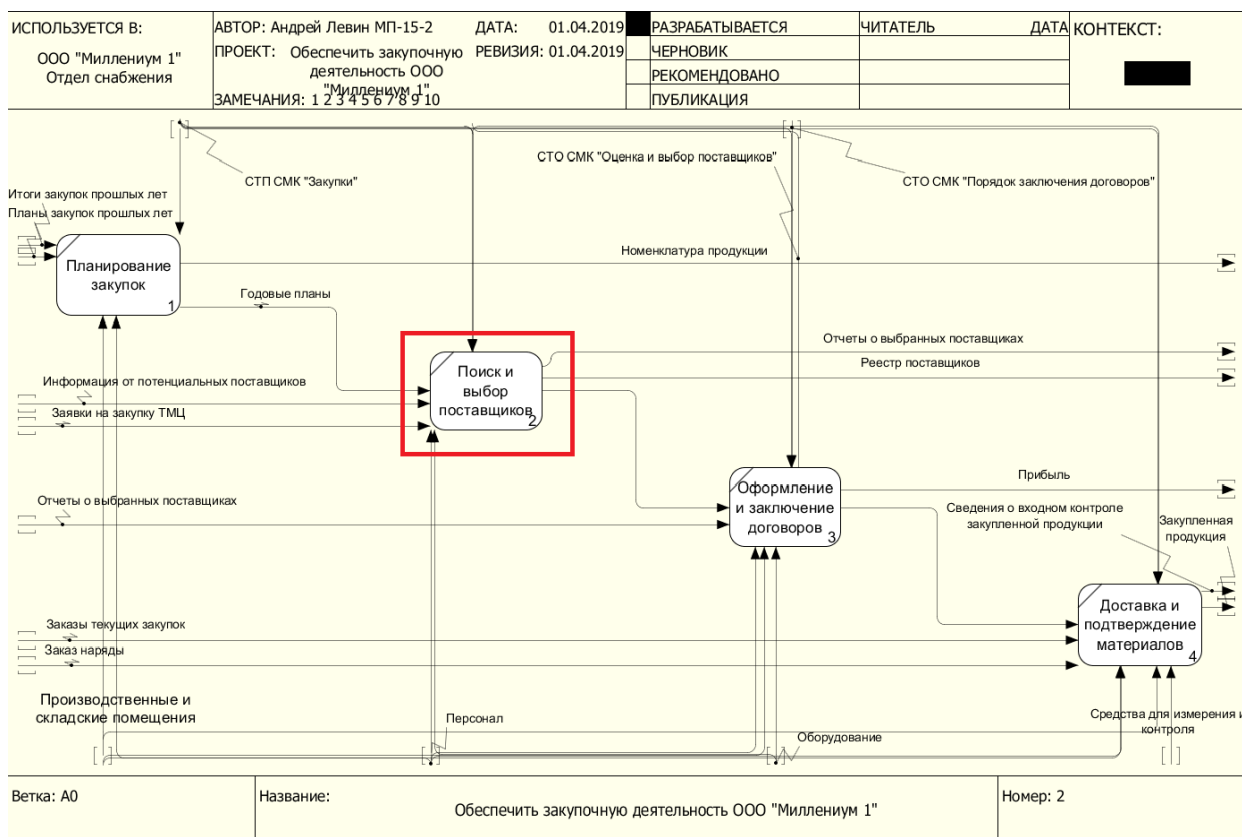 ИСПОЛЬЗУЕТСЯ В:
ООО "Миллениум 1"
Отдел снабжения
АВТОР: Андрей Левин МП-15-2
ДАТА: 01.04.2019
ПРОЕКТ: Обеспечить закупочную
деятельность ООО
"Миллениум 1"
РЕВИЗИЯ: 01.04.2019
ЗАМЕЧАНИЯ: 1 2 3 4 5 6 7 8 9 10
РАЗРАБАТЫВАЕТСЯ
ЧЕРНОВИК
РЕКОМЕНДОВАНО
ПУБЛИКАЦИЯ
ЧИТАТЕЛЬ
ДАТА
КОНТЕКСТ:
СТО СМК "Оценка и выбор поставщиков"
СТП СМК "Закупки"
СТО СМК "Порядок заключения договоров"
Итоги закупок прошлых лет
Планы закупок прошлых лет
Номенклатура продукции
Планирование
закупок
1
Годовые планы
Отчеты о выбранных поставщиках
Реестр поставщиков
Поиск и
выбор
поставщиков
2
Информация от потенциальных поставщиков
Заявки на закупку ТМЦ
Прибыль
Оформление
и заключение
договоров
3
Отчеты о выбранных поставщиках
Сведения о входном контроле
закупленной продукции
Закупленная
продукция
Доставка и
подтверждение
материалов
4
Заказы текущих закупок
Заказ наряды
Производственные и
складские помещения
Персонал
Оборудование
Средства для измерения и
контроля
Ветка: A0
Название:
Обеспечить закупочную деятельность ООО "Миллениум 1"
Номер: 2